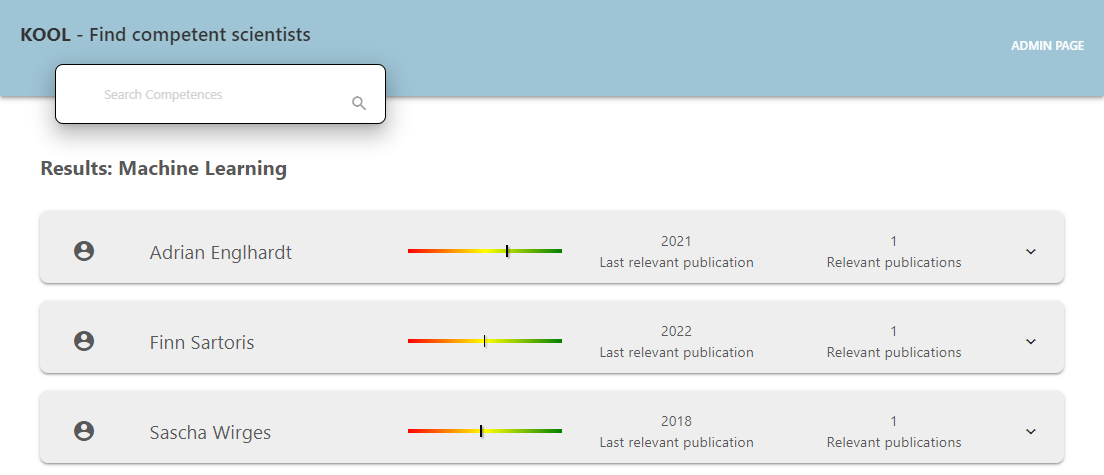 KOOL - Find competent scientists
ADMIN PAGE
Search Competences
Results: Machine Learning
Adrian Englhardt
2021
Last relevant publication
1
Relevant publications
Finn Sartoris
2022
Last relevant publication
1
Relevant publications
Sascha Wirges
2018
Last relevant publication
1
Relevant publications